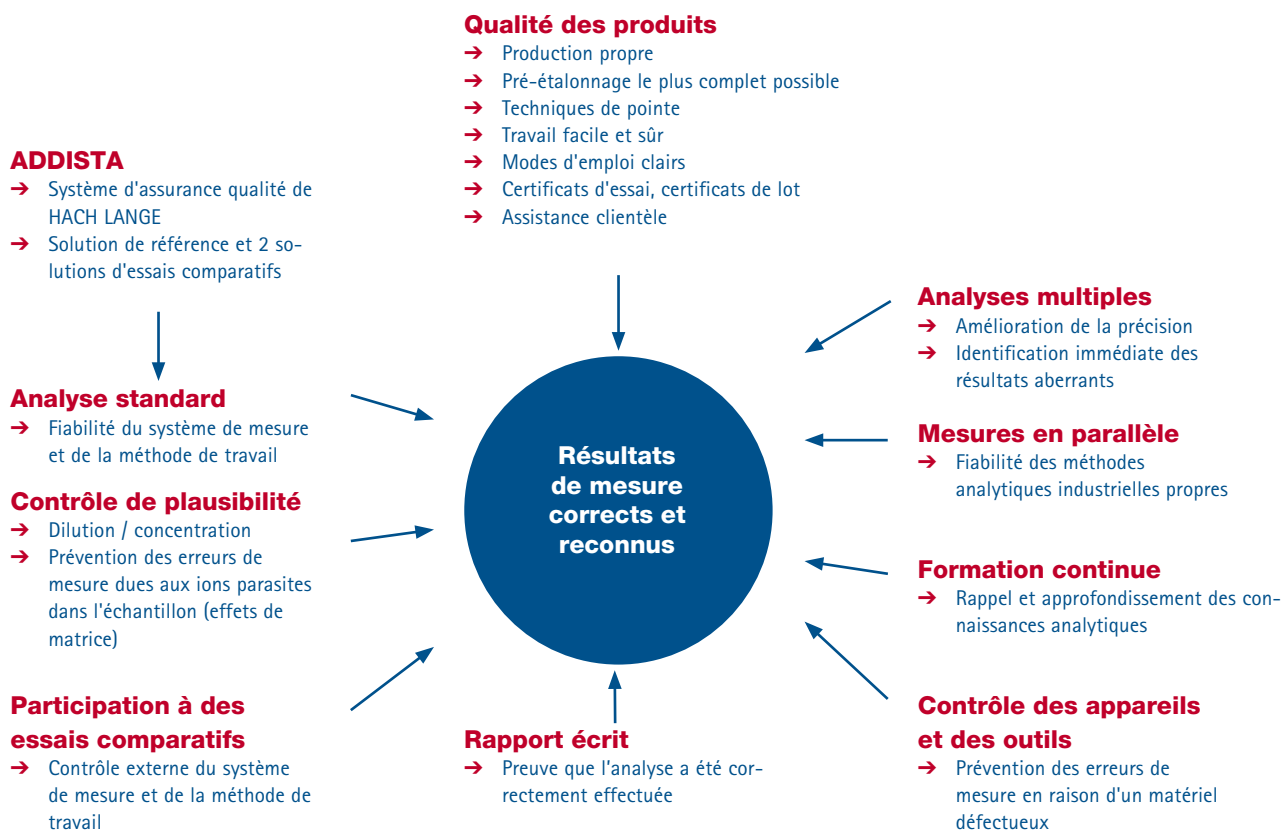 Qualité des produits
➔ Production propre
➔ Pré-étalonnage le plus complet possible
➔ Techniques de pointe
➔ Travail facile et sûr
➔ Modes d'emploi clairs
➔ Certificats d'essai, certificats de lot
➔ Assistance clientèle
ADDISTA
➔ Système d'assurance qualité de
HACH LANGE
➔ Solution de référence et 2 so-
lutions d'essais comparatifs
Analyse standard
➔ Fiabilité du système de mesure
et de la méthode de travail
Contrôle de plausibilité
➔ Dilution / concentration
➔ Prévention des erreurs de
mesure dues aux ions parasites
dans l'échantillon (effets de
matrice)
Participation à des
essais comparatifs
➔ Contrôle externe du système
de mesure et de la méthode de
travail
Résultats
de mesure
corrects et
reconnus
Rapport écrit
➔ Preuve que l'analyse a été cor-
rectement effectuée
Analyses multiples
➔ Amélioration de la précision
➔ Identification immédiate des
résultats aberrants
Mesures en parallèle
➔ Fiabilité des méthodes
analytiques industrielles propres
Formation continue
➔ Rappel et approfondissement des con-
naissances analytiques
Contrôle des appareils
et des outils
➔ Prévention des erreurs de
mesure en raison d'un matériel
défectueux